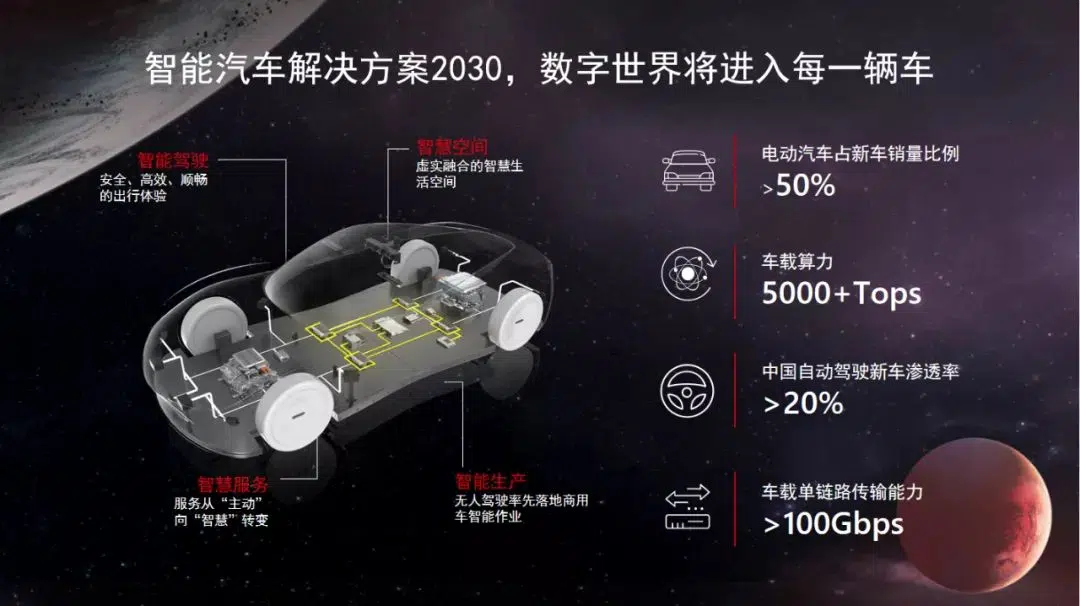 智能汽车解决方案2030，数字世界将进入每一辆车
智能驾驶
安全、高效、顺畅
的出行体验
智慧空间
虚实融合的智慧生
活空间
智慧服务
服务从“主动”
向“智慧”转变
智能生产
无人驾驶率先落地商用
车智能作业
电动汽车占新车销量比例
>50%
车载算力
5000+Tops
中国自动驾驶新车渗透率
>20%
车载单链路传输能力
>100Gbps